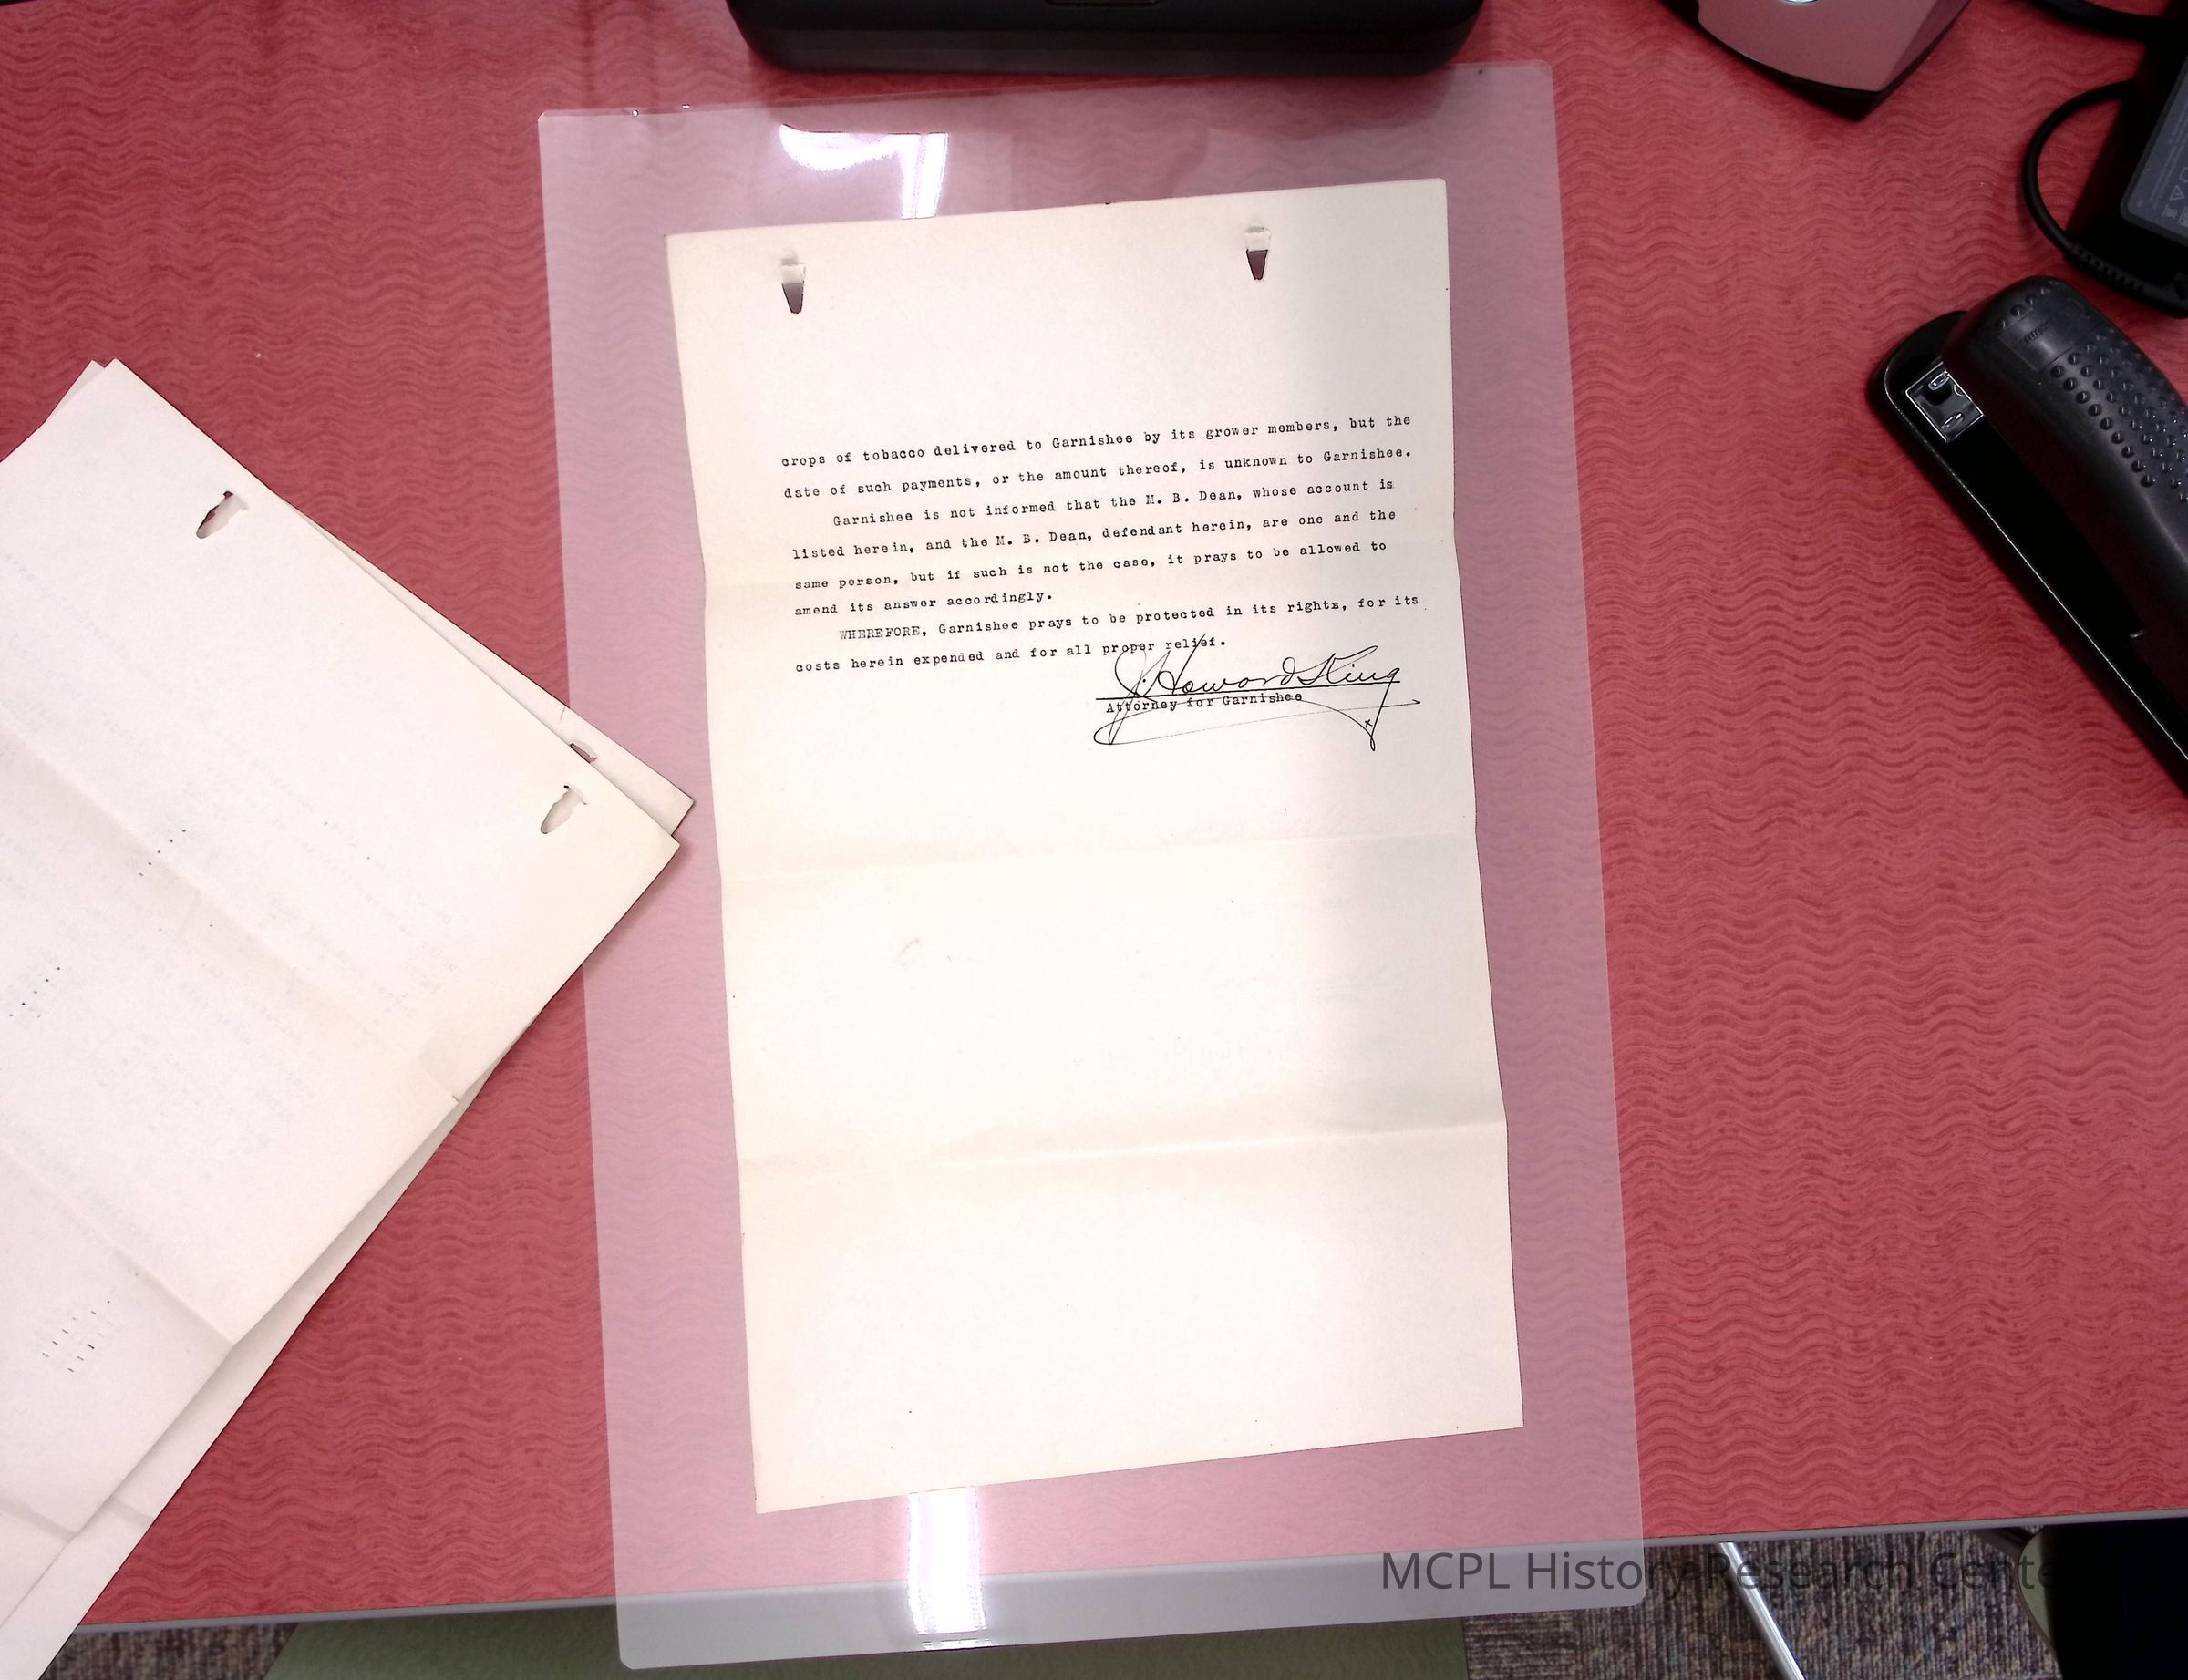 crops of tobacco delivered to Garnishee by its grower members, but the
date of such payments, or the amount thereof, is unknown to Garnishee.
Garnishee is not informed that the M. B. Dean, whose account is
listed herein, and the M. B. Dean, defendant herein, are one and the
same person, but if such is not the case, it prays to be allowed to
amend its answer accordingly.
WHEREFORE, Garnishee prays to be protected in its rights, for its
costs herein expended and for all proper relief.
J. Howard King
Attorney for Garnishee
MCPL History Research Cente